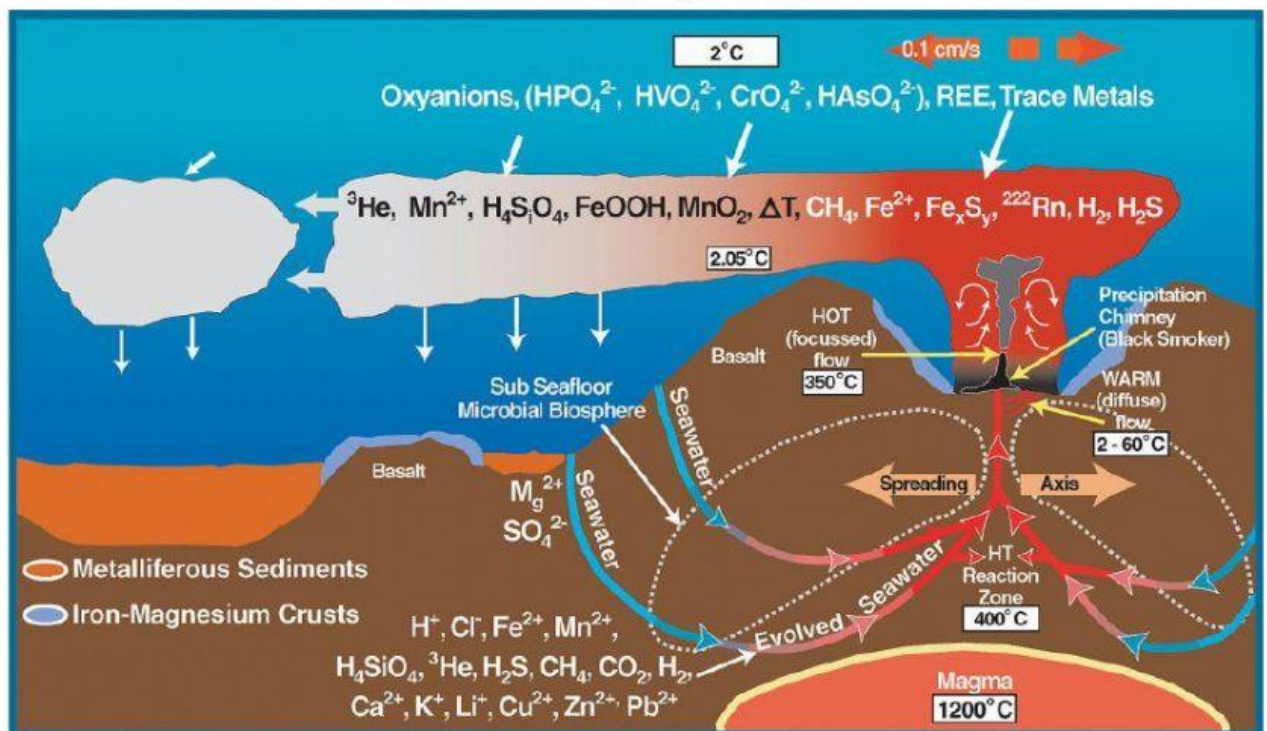 2°C
0.1 cm/s
Oxyanions, (HPO₄²⁻, HVO₄²⁻, CrO₄²⁻, HAsO₄²⁻), REE, Trace Metals
³He, Mn²⁺, H₄SᵢO₄, FeOOH, MnO₂, ΔT, CH₄, Fe²⁺, FeₓSᵧ, ²²²Rn, H₂, H₂S
2.05°C
HOT
(focussed)
flow
350°C
Precipitation
Chimney
(Black Smoker)
Basalt
WARM
(diffuse)
flow
2 - 60°C
Sub Seafloor
Microbial Biosphere
Seawater
Basalt
Mg²⁺
SO₄²⁻
Seawater
Spreading Axis
HT
Reaction
Zone
400°C
Metalliferous Sediments
Iron-Magnesium Crusts
Evolved Seawater
H⁺, Cl⁻, Fe²⁺, Mn²⁺,
H₄SiO₄, ³He, H₂S, CH₄, CO₂, H₂,
Ca²⁺, K⁺, Li⁺, Cu²⁺, Zn²⁺, Pb²⁺
Magma
1200°C